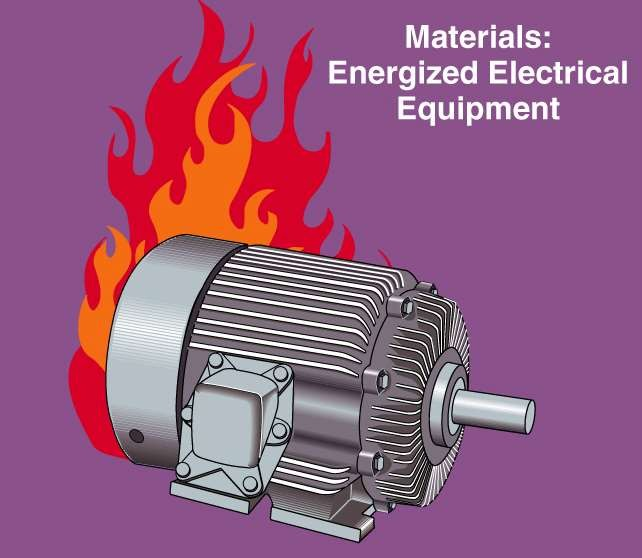 Materials:
Energized Electrical
Equipment